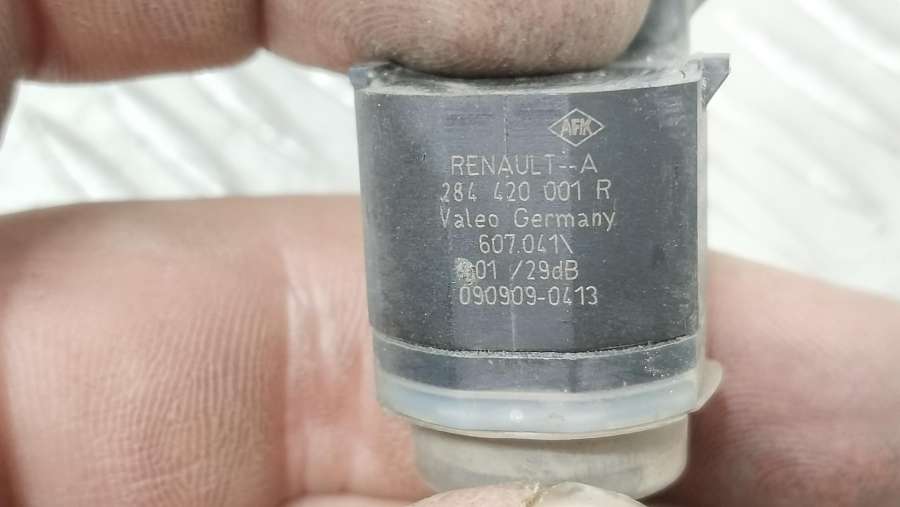 AFK
RENAULT--A
284 420 001 R
Valeo Germany
607.041\
01 /29dB
090909-0413